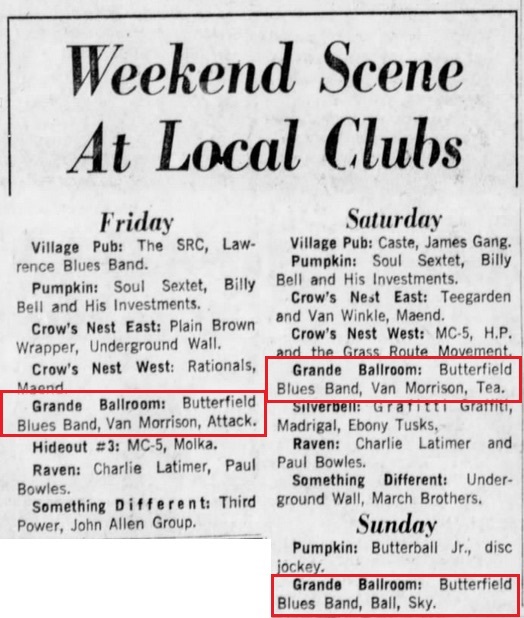 Weekend Scene
At Local Clubs
Friday
Village Pub: The SRC, Law-
rence Blues Band.
Pumpkin: Soul Sextet, Billy
Bell and His Investments.
Crow's Nest East: Plain Brown
Wrapper, Underground Wall.
Crow's Nest West: Rationals,
Maend.
Grande Ballroom: Butterfield
Blues Band, Van Morrison, Attack.
Hideout #3: MC-5, Molka.
Raven: Charlie Latimer, Paul
Bowles.
Something Different: Third
Power, John Allen Group.
Saturday
Village Pub: Caste, James Gang.
Pumpkin: Soul Sextet, Billy
Bell and His Investments.
Crow's Nest East: Teegarden
and Van Winkle, Maend.
Crow's Nest West: MC-5, H.P.
and the Grass Route Movement.
Grande Ballroom: Butterfield
Blues Band, Van Morrison, Tea.
Silverbell: Grafitti Graffiti,
Madrigal, Ebony Tusks.
Raven: Charlie Latimer and
Paul Bowles.
Something Different: Under-
ground Wall, March Brothers.
Sunday
Pumpkin: Butterball Jr., disc
jockey.
Grande Ballroom: Butterfield
Blues Band, Ball, Sky.